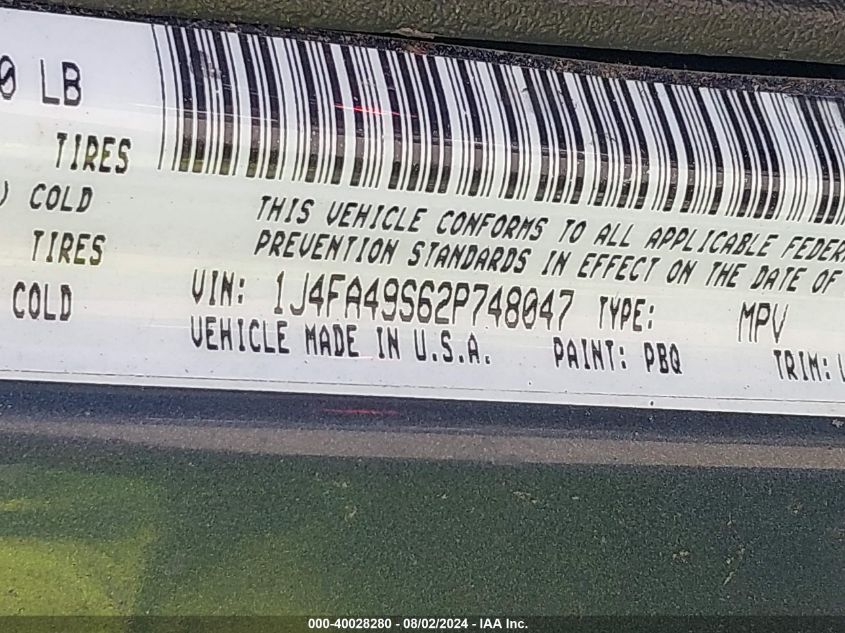 0 LB
TIRES
) COLD
THIS VEHICLE CONFORMS TO ALL APPLICABLE FEDER
TIRES
PREVENTION STANDARDS IN EFFECT ON THE DATE OF
COLD
VIN: 1J4FA49S62P748047 TYPE: MPV
VEHICLE MADE IN U.S.A. PAINT: PBQ TRIM:
000-40028280 - 08/02/2024 - IAA Inc.